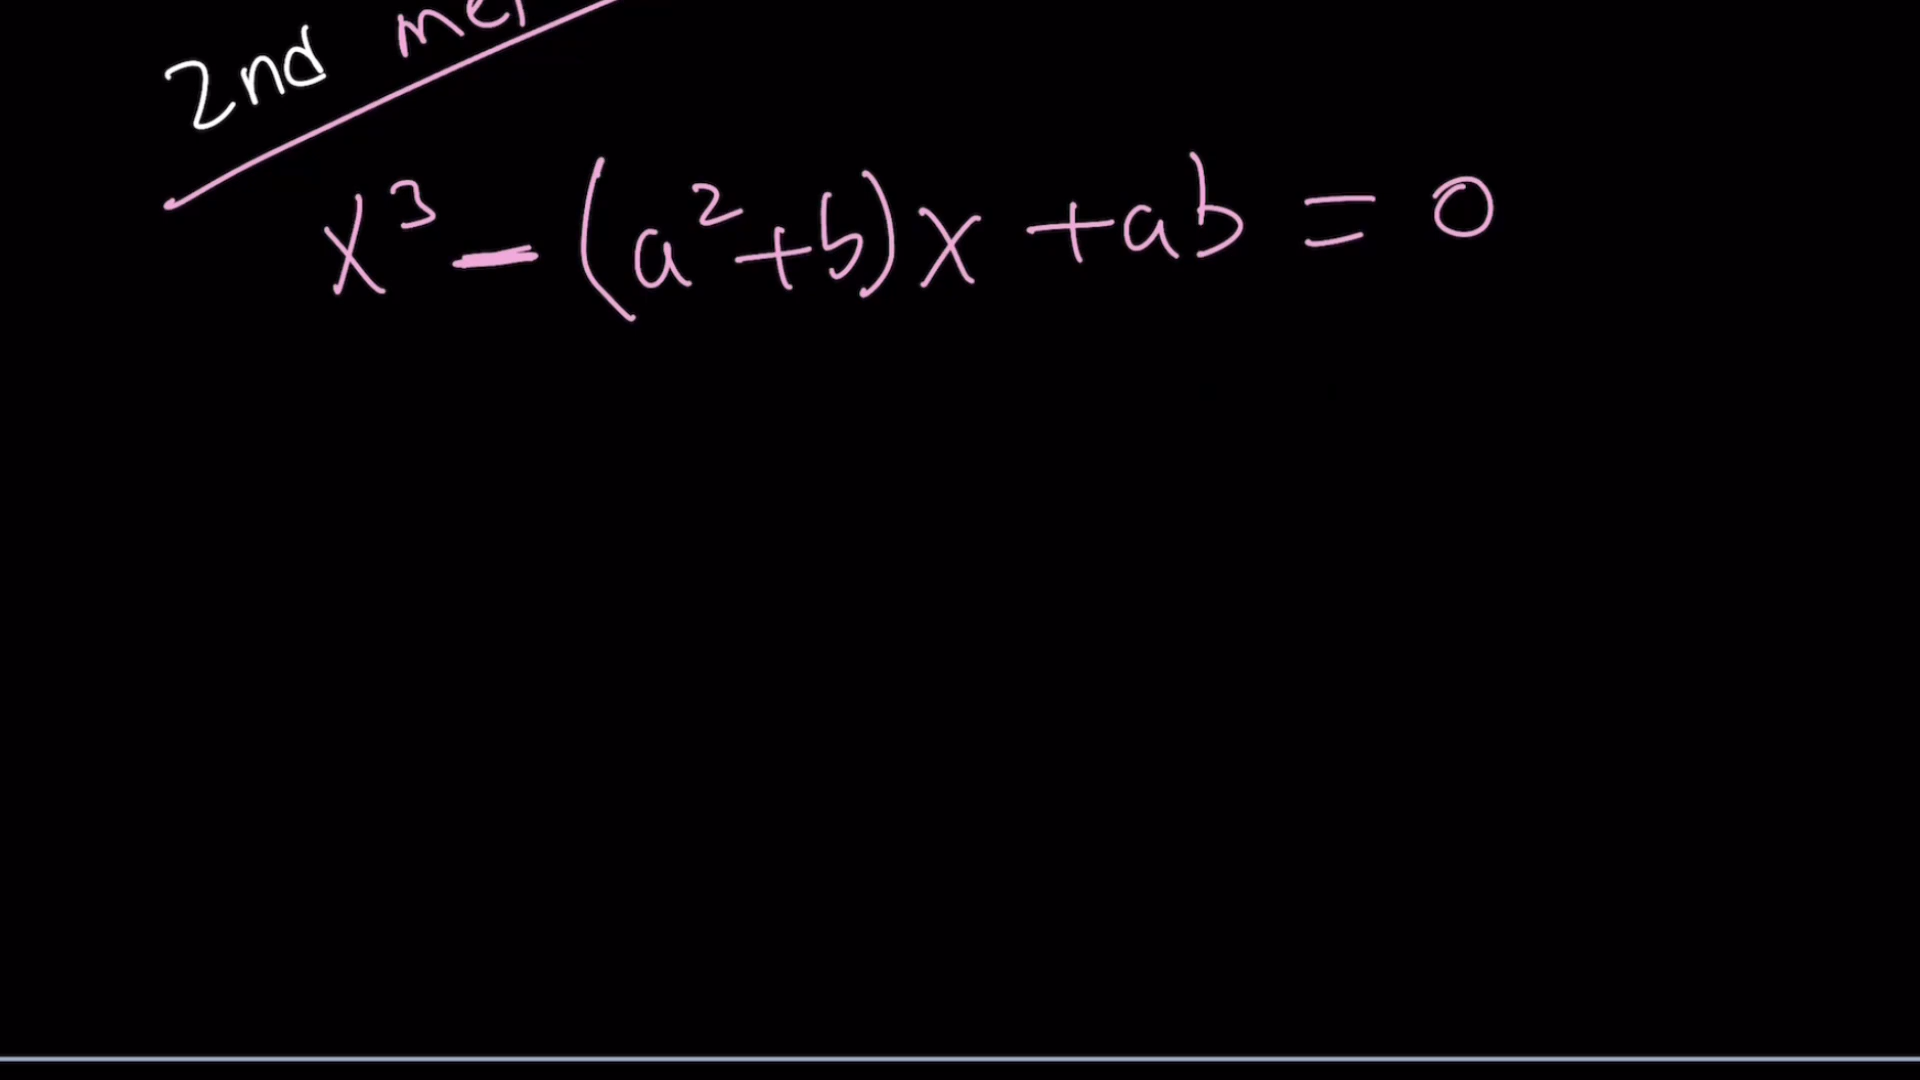 2nd
x³ - (a² + b)x + ab = 0